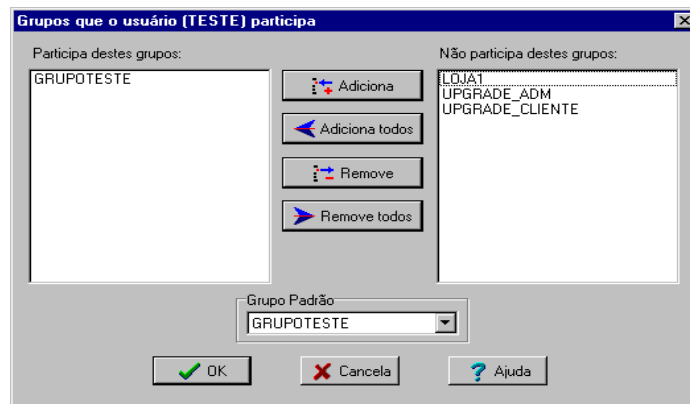 Grupos que o usuário (TESTE) participa
Participa destes grupos:
Não participa destes grupos:
GRUPOTESTE
Adiciona
Adiciona todos
Remove
Remove todos
LOJA1
UPGRADE_ADM
UPGRADE_CLIENTE
Grupo Padrão
GRUPOTESTE
OK
Cancela
Ajuda